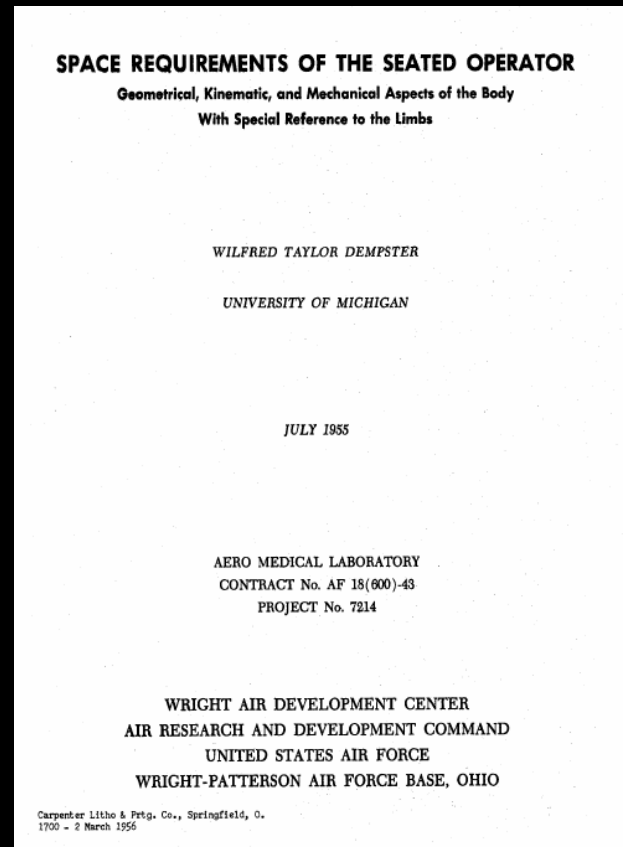 SPACE REQUIREMENTS OF THE SEATED OPERATOR
Geometrical, Kinematic, and Mechanical Aspects of the Body
With Special Reference to the Limbs
WILFRED TAYLOR DEMPSTER
UNIVERSITY OF MICHIGAN
JULY 1955
AERO MEDICAL LABORATORY
CONTRACT No. AF 18(600)-43
PROJECT No. 7214
WRIGHT AIR DEVELOPMENT CENTER
AIR RESEARCH AND DEVELOPMENT COMMAND
UNITED STATES AIR FORCE
WRIGHT-PATTERSON AIR FORCE BASE, OHIO
Carpenter Litho & Prtg. Co., Springfield, O.
1700 - 2 March 1956